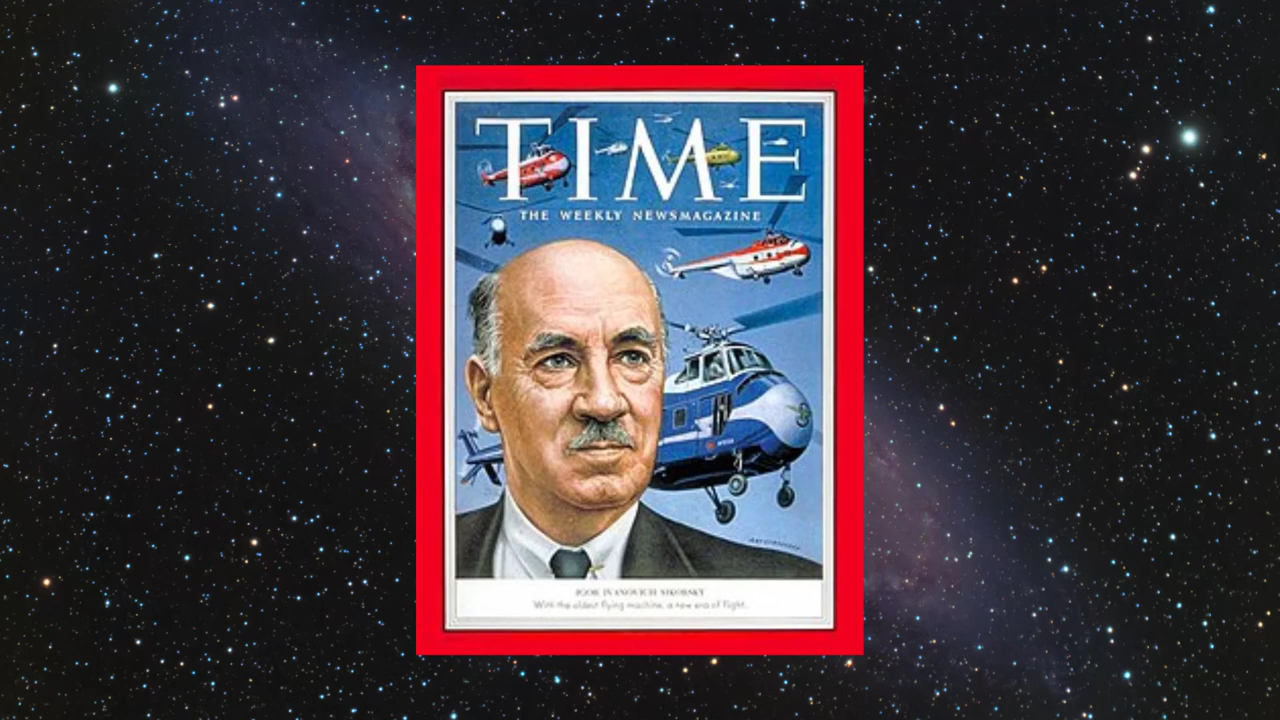 TIME
THE WEEKLY NEWSMAGAZINE
IGOR IVANOVICH SIKORSKY
With the oldest flying machine, a new era of flight.